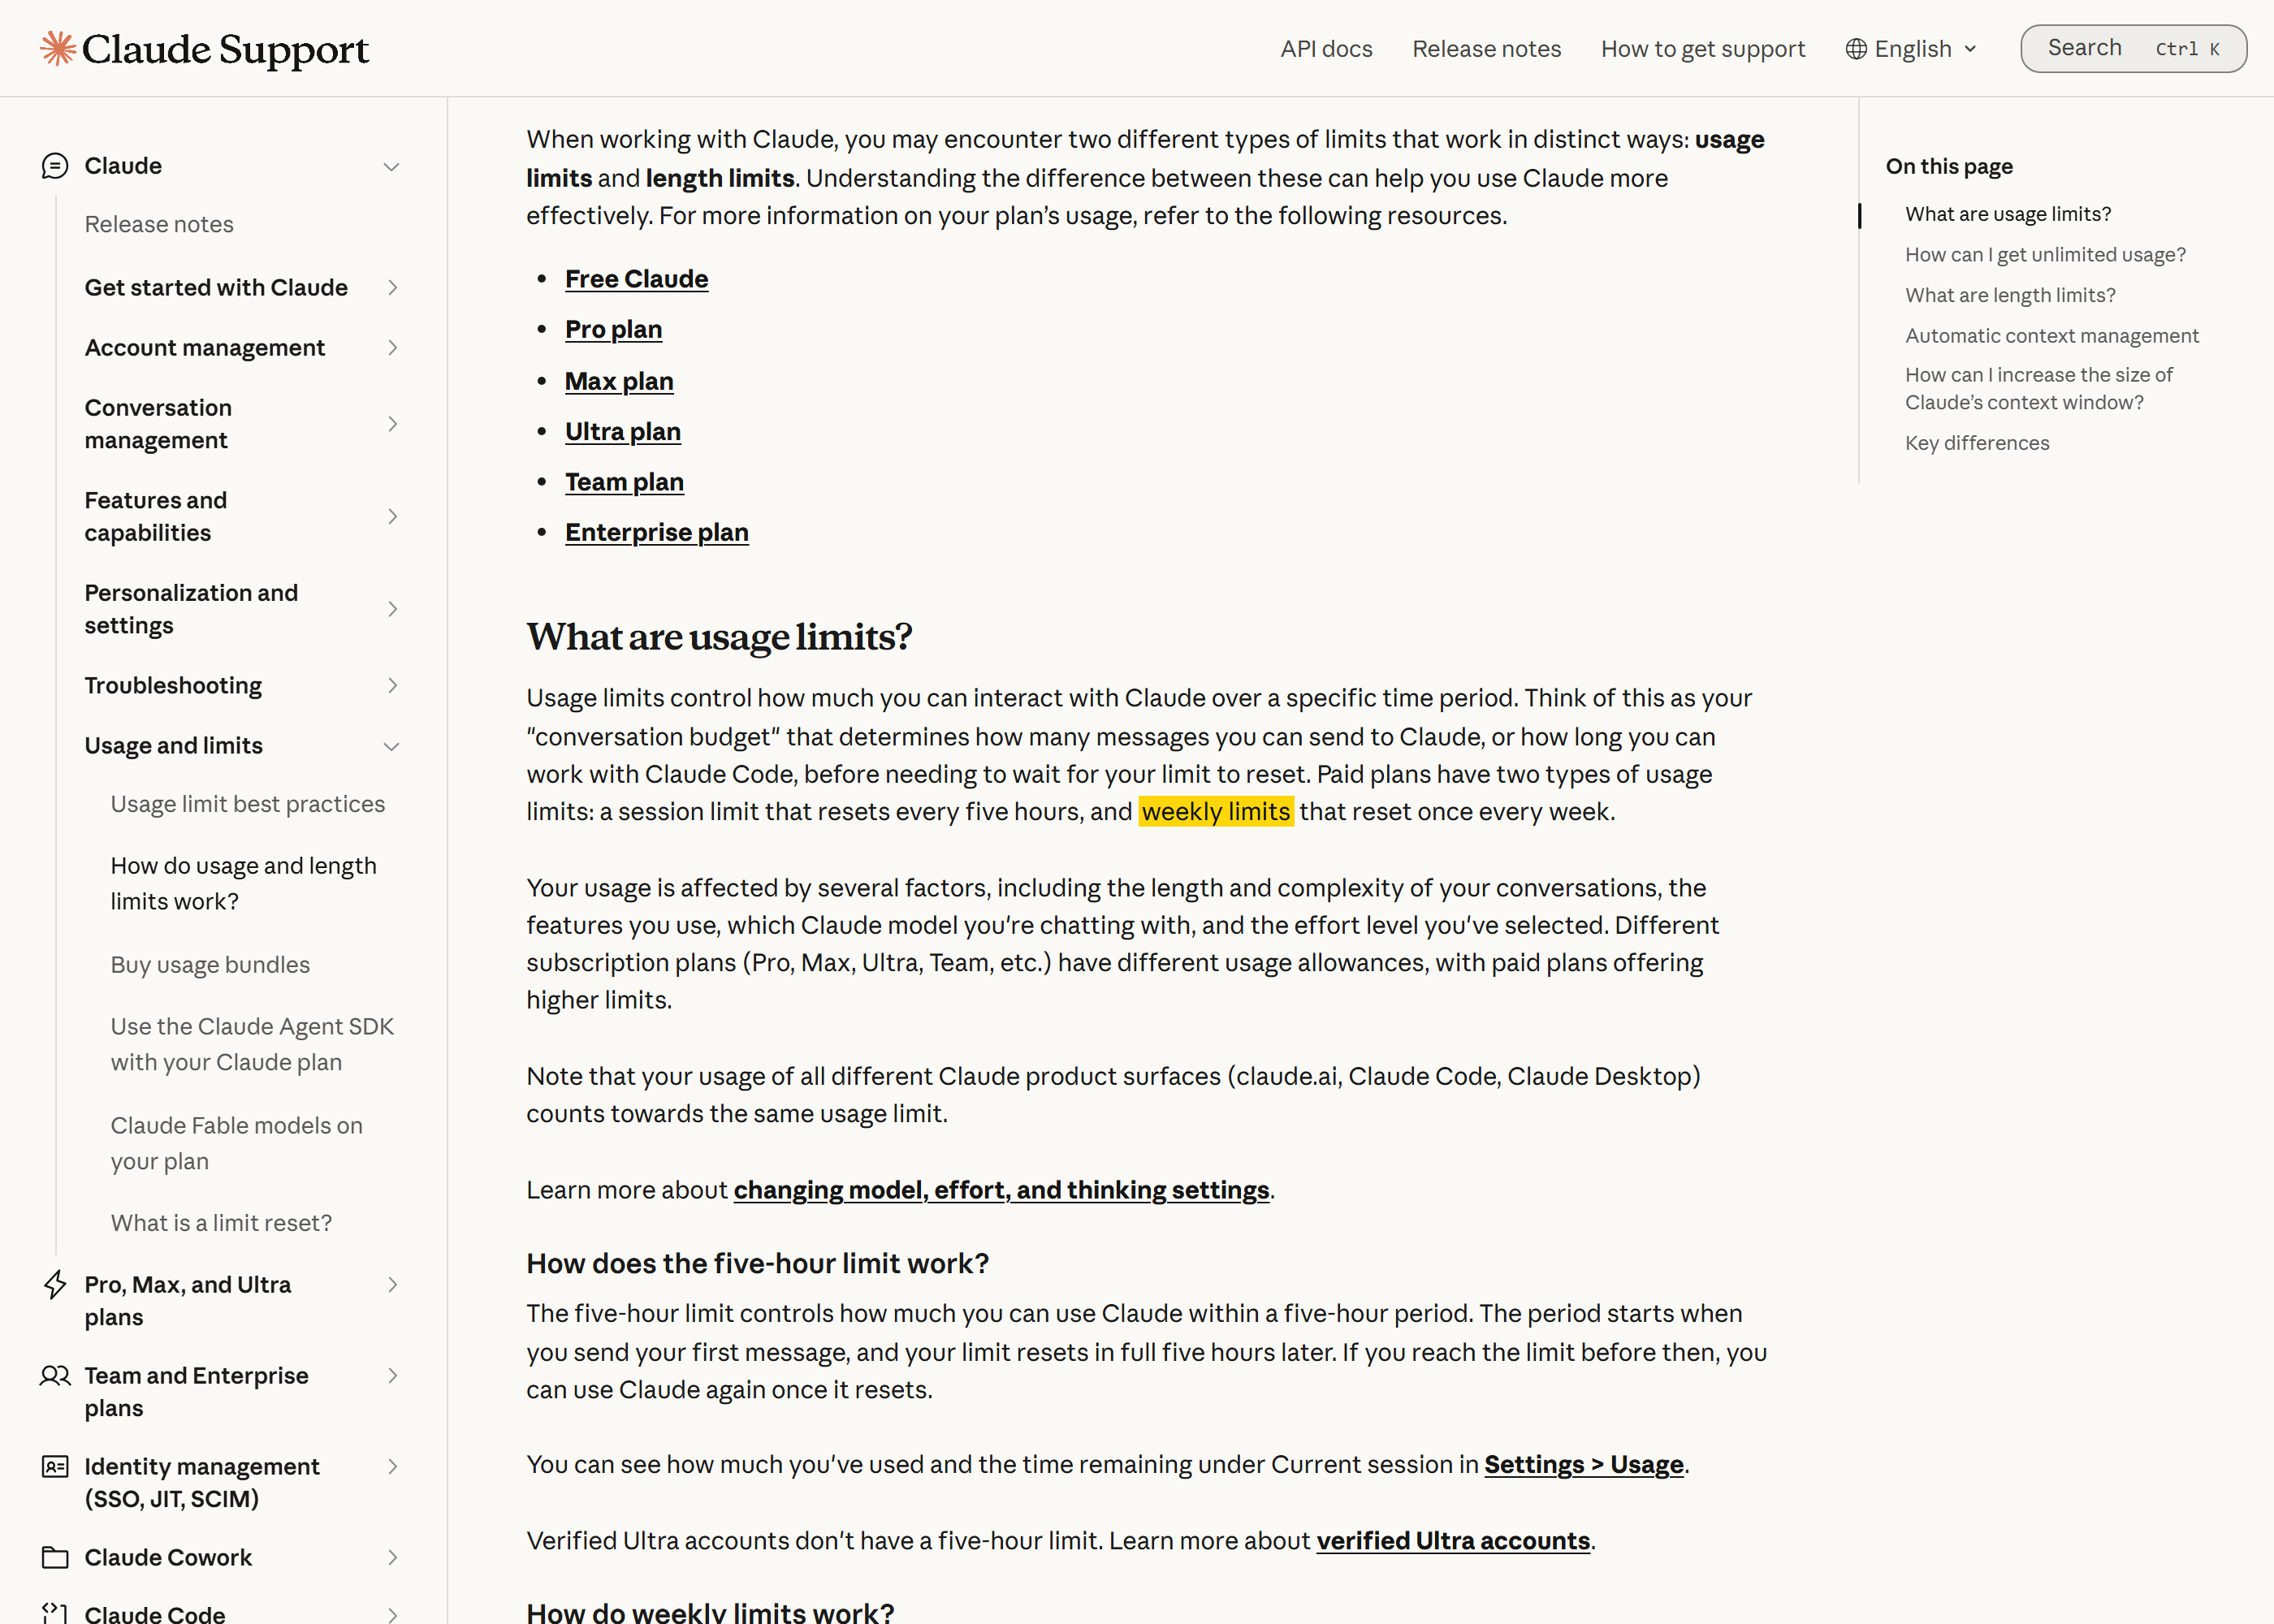 Claude Support
API docs
Release notes
How to get support
English
Search Ctrl K
Claude
Release notes
Get started with Claude
Account management
Conversation
management
Features and
capabilities
Personalization and
settings
Troubleshooting
Usage and limits
Usage limit best practices
How do usage and length
limits work?
Buy usage bundles
Use the Claude Agent SDK
with your Claude plan
Claude Fable models on
your plan
What is a limit reset?
Pro, Max, and Ultra
plans
Team and Enterprise
plans
Identity management
(SSO, JIT, SCIM)
Claude Cowork
Claude Code
When working with Claude, you may encounter two different types of limits that work in distinct ways: usage
limits and length limits. Understanding the difference between these can help you use Claude more
effectively. For more information on your plan’s usage, refer to the following resources.
• Free Claude
• Pro plan
• Max plan
• Ultra plan
• Team plan
• Enterprise plan
What are usage limits?
Usage limits control how much you can interact with Claude over a specific time period. Think of this as your
"conversation budget" that determines how many messages you can send to Claude, or how long you can
work with Claude Code, before needing to wait for your limit to reset. Paid plans have two types of usage
limits: a session limit that resets every five hours, and weekly limits that reset once every week.
Your usage is affected by several factors, including the length and complexity of your conversations, the
features you use, which Claude model you're chatting with, and the effort level you've selected. Different
subscription plans (Pro, Max, Ultra, Team, etc.) have different usage allowances, with paid plans offering
higher limits.
Note that your usage of all different Claude product surfaces (claude.ai, Claude Code, Claude Desktop)
counts towards the same usage limit.
Learn more about changing model, effort, and thinking settings.
How does the five-hour limit work?
The five-hour limit controls how much you can use Claude within a five-hour period. The period starts when
you send your first message, and your limit resets in full five hours later. If you reach the limit before then, you
can use Claude again once it resets.
You can see how much you've used and the time remaining under Current session in Settings > Usage.
Verified Ultra accounts don't have a five-hour limit. Learn more about verified Ultra accounts.
How do weekly limits work?
On this page
What are usage limits?
How can I get unlimited usage?
What are length limits?
Automatic context management
How can I increase the size of
Claude’s context window?
Key differences